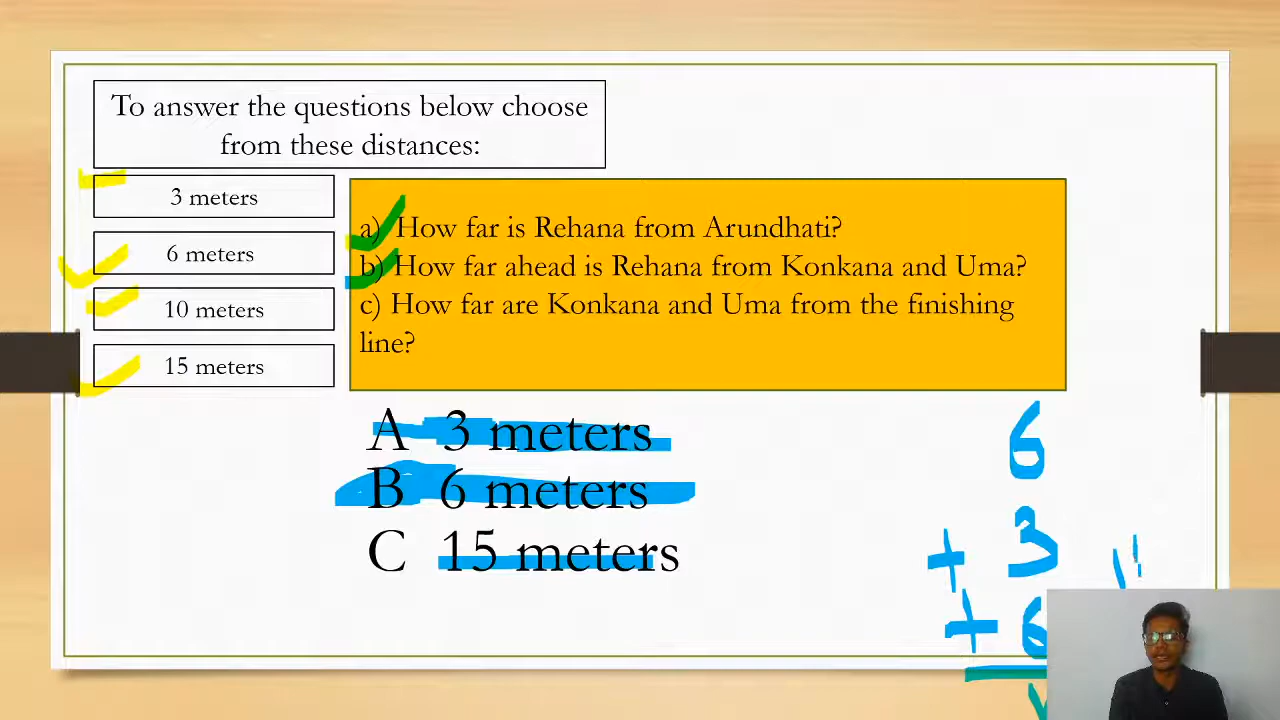 To answer the questions below choose
from these distances:
3 meters
6 meters
10 meters
15 meters
a) How far is Rehana from Arundhati?
b) How far ahead is Rehana from Konkana and Uma?
c) How far are Konkana and Uma from the finishing
line?
A 3 meters
B 6 meters
C 15 meters
6
+ 3
+ 6